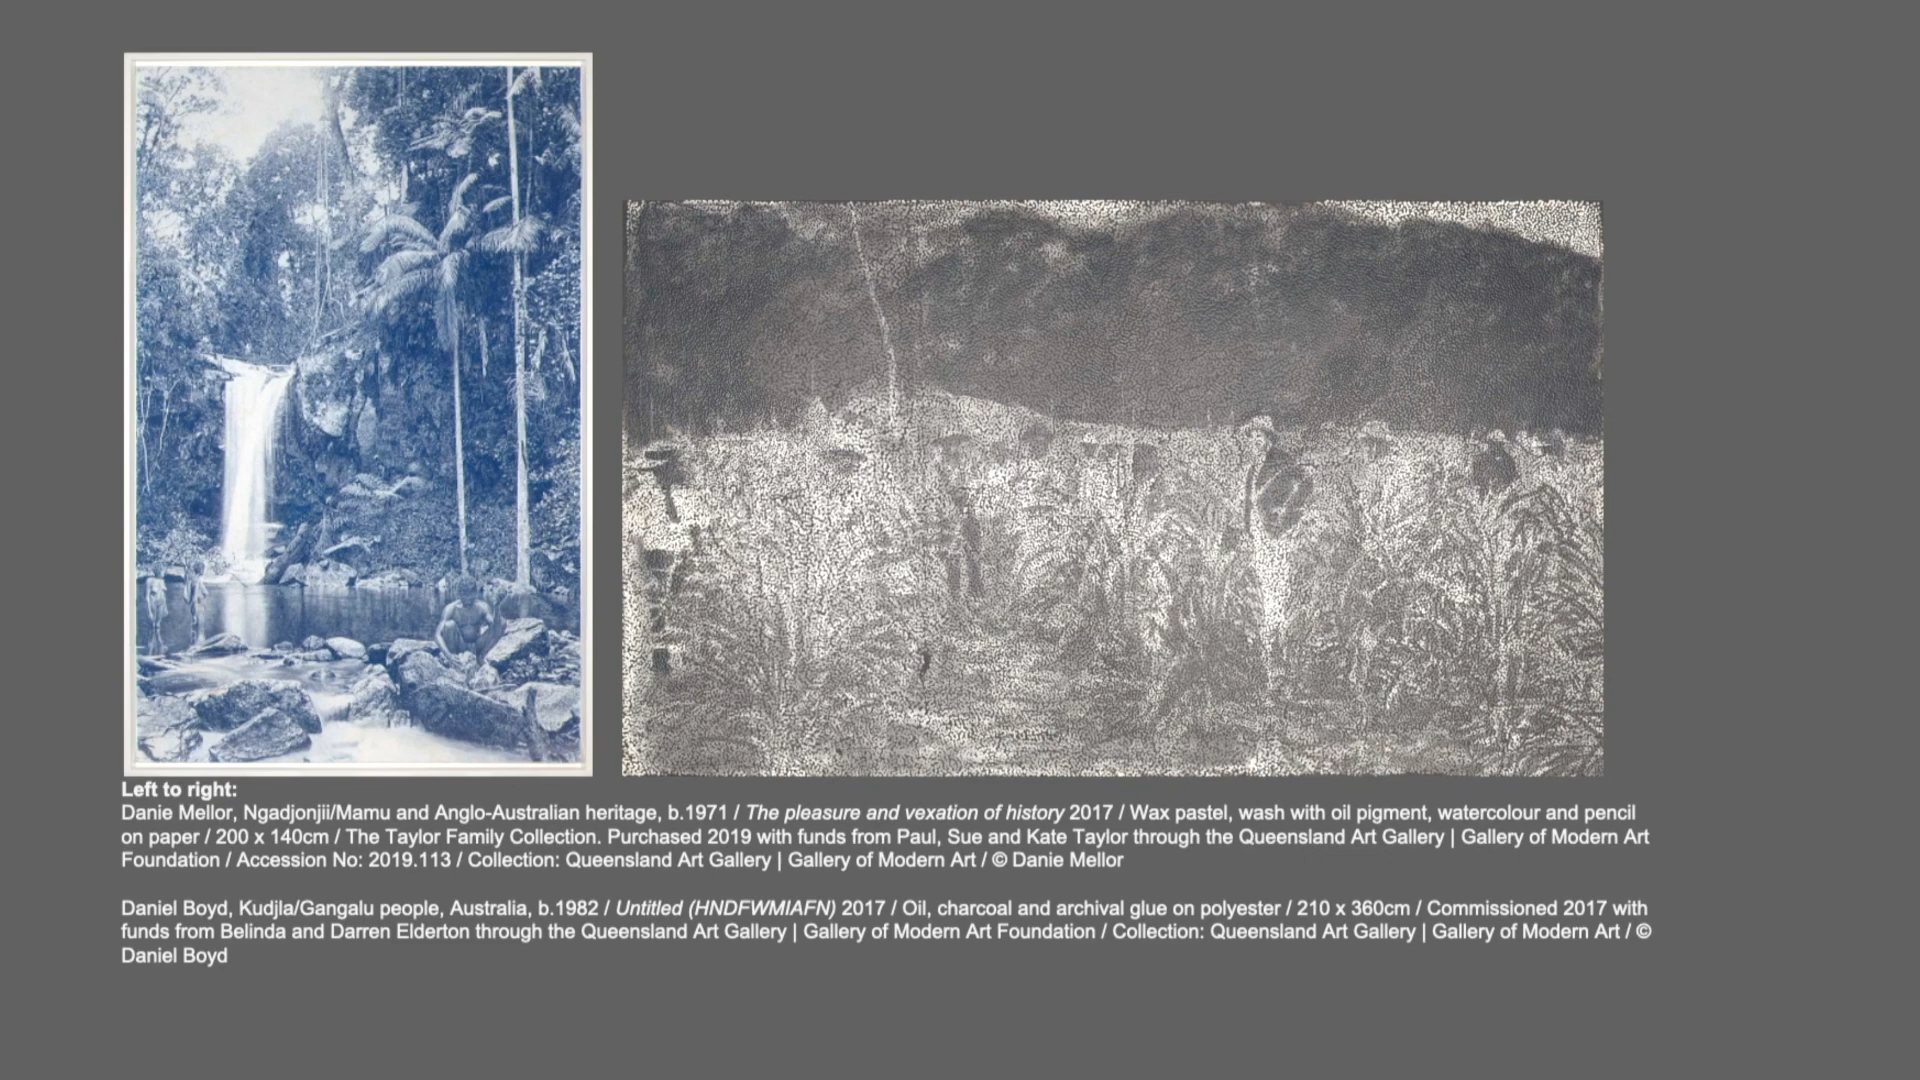 Left to right:
Danie Mellor, Ngadjonjii/Mamu and Anglo-Australian heritage, b.1971 / The pleasure and vexation of history 2017 / Wax pastel, wash with oil pigment, watercolour and pencil
on paper / 200 x 140cm / The Taylor Family Collection. Purchased 2019 with funds from Paul, Sue and Kate Taylor through the Queensland Art Gallery | Gallery of Modern Art
Foundation / Accession No: 2019.113 / Collection: Queensland Art Gallery | Gallery of Modern Art / © Danie Mellor
Daniel Boyd, Kudjla/Gangalu people, Australia, b.1982 / Untitled (HNDFWMIAFN) 2017 / Oil, charcoal and archival glue on polyester / 210 x 360cm / Commissioned 2017 with
funds from Belinda and Darren Elderton through the Queensland Art Gallery | Gallery of Modern Art Foundation / Collection: Queensland Art Gallery | Gallery of Modern Art / ©
Daniel Boyd